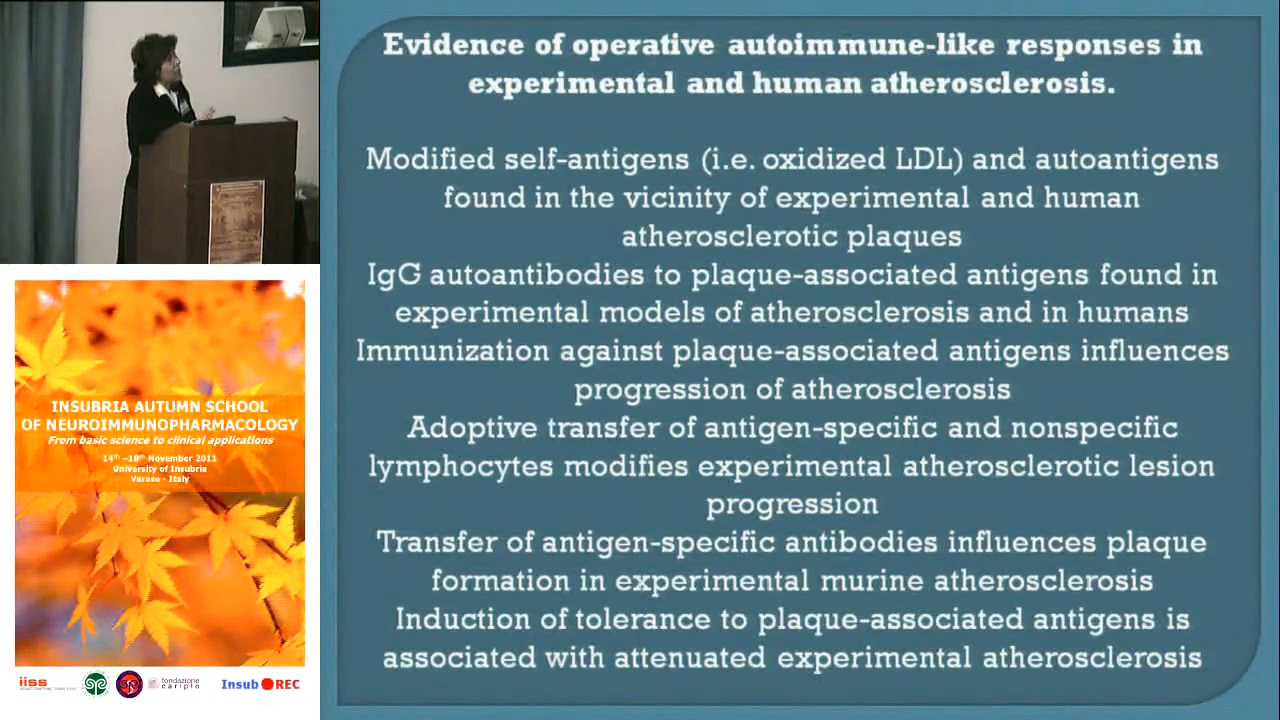 Evidence of operative autoimmune-like responses in
experimental and human atherosclerosis.
Modified self-antigens (i.e. oxidized LDL) and autoantigens
found in the vicinity of experimental and human
atherosclerotic plaques
IgG autoantibodies to plaque-associated antigens found in
experimental models of atherosclerosis and in humans
Immunization against plaque-associated antigens influences
progression of atherosclerosis
Adoptive transfer of antigen-specific and nonspecific
lymphocytes modifies experimental atherosclerotic lesion
progression
Transfer of antigen-specific antibodies influences plaque
formation in experimental murine atherosclerosis
Induction of tolerance to plaque-associated antigens is
associated with attenuated experimental atherosclerosis
INSUBRIA AUTUMN SCHOOL
OF NEUROIMMUNOPHARMACOLOGY
From basic science to clinical applications
14th –18th November 2011
University of Insubria
Varese - Italy
iiss
fondazione
cariplo
Insub REC